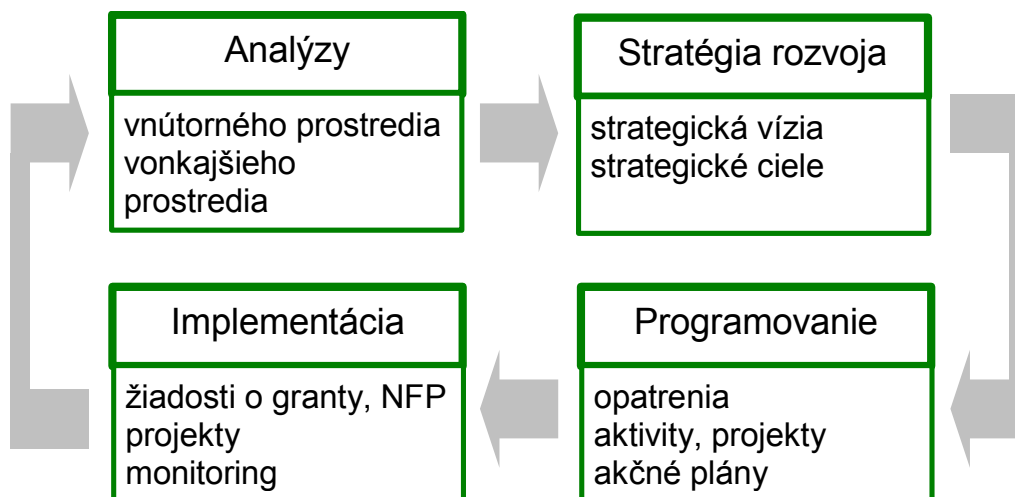 Analýzy
vnútorného prostredia
vonkajšieho
prostredia
Stratégia rozvoja
strategická vízia
strategické ciele
Implementácia
žiadosti o granty, NFP
projekty
monitoring
Programovanie
opatrenia
aktivity, projekty
akčné plány